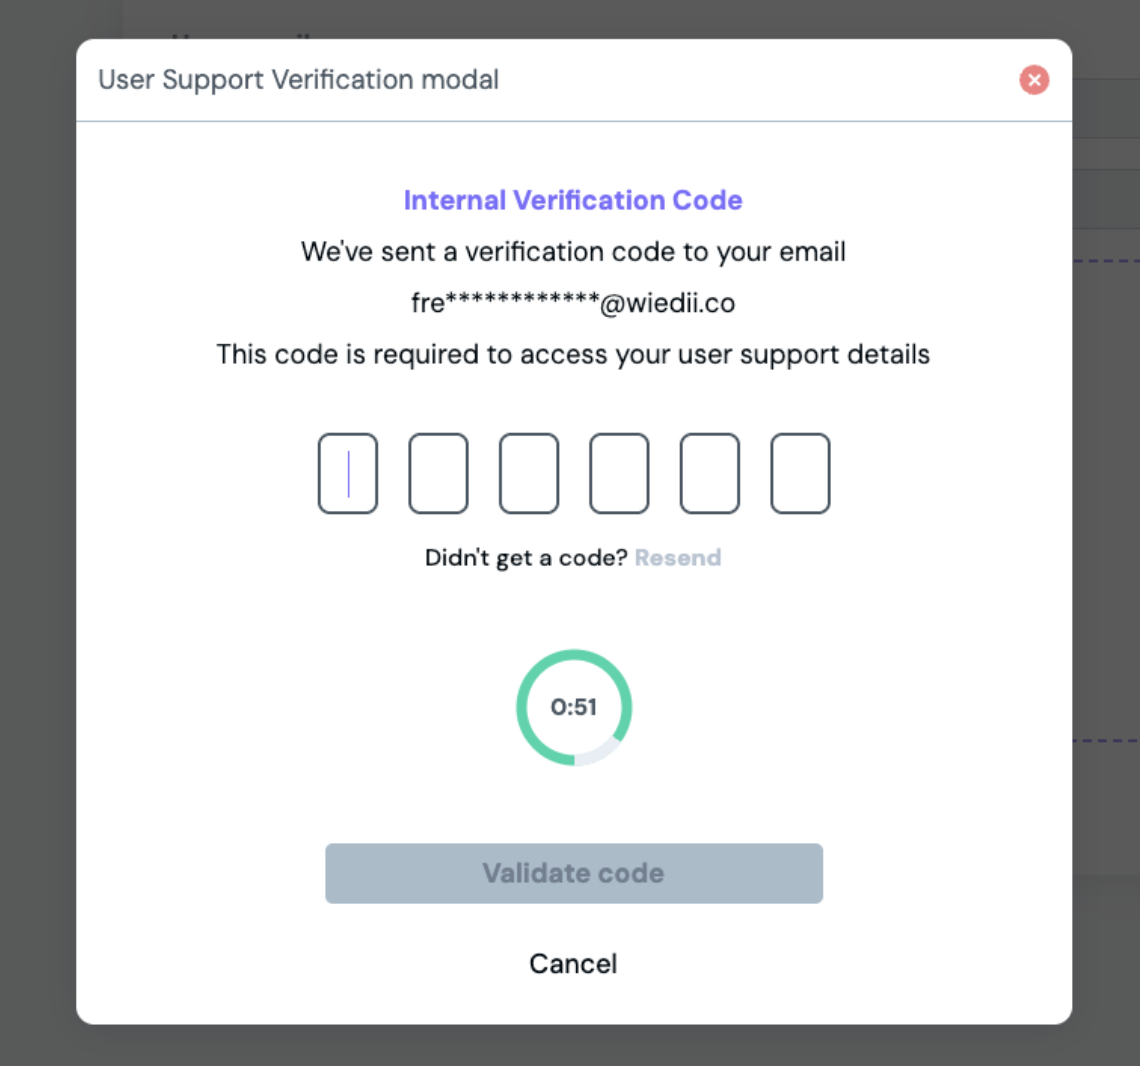 User Support Verification modal
Internal Verification Code
We've sent a verification code to your email
fre************@wiedii.co
This code is required to access your user support details
Didn't get a code? Resend
0:51
Validate code
Cancel